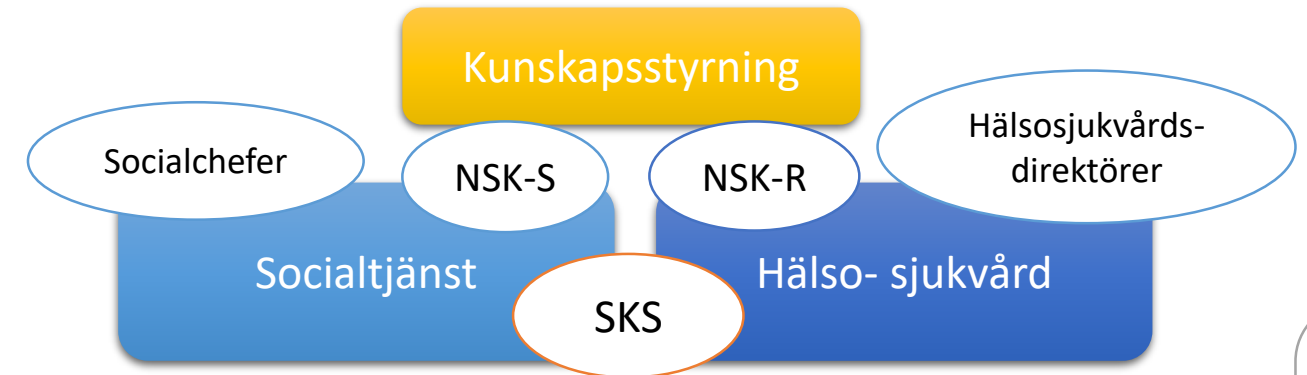 Kunskapsstyrning
Socialchefer
NSK-S
NSK-R
Hälsosjukvårds-
direktörer
Socialtjänst
Hälso- sjukvård
SKS